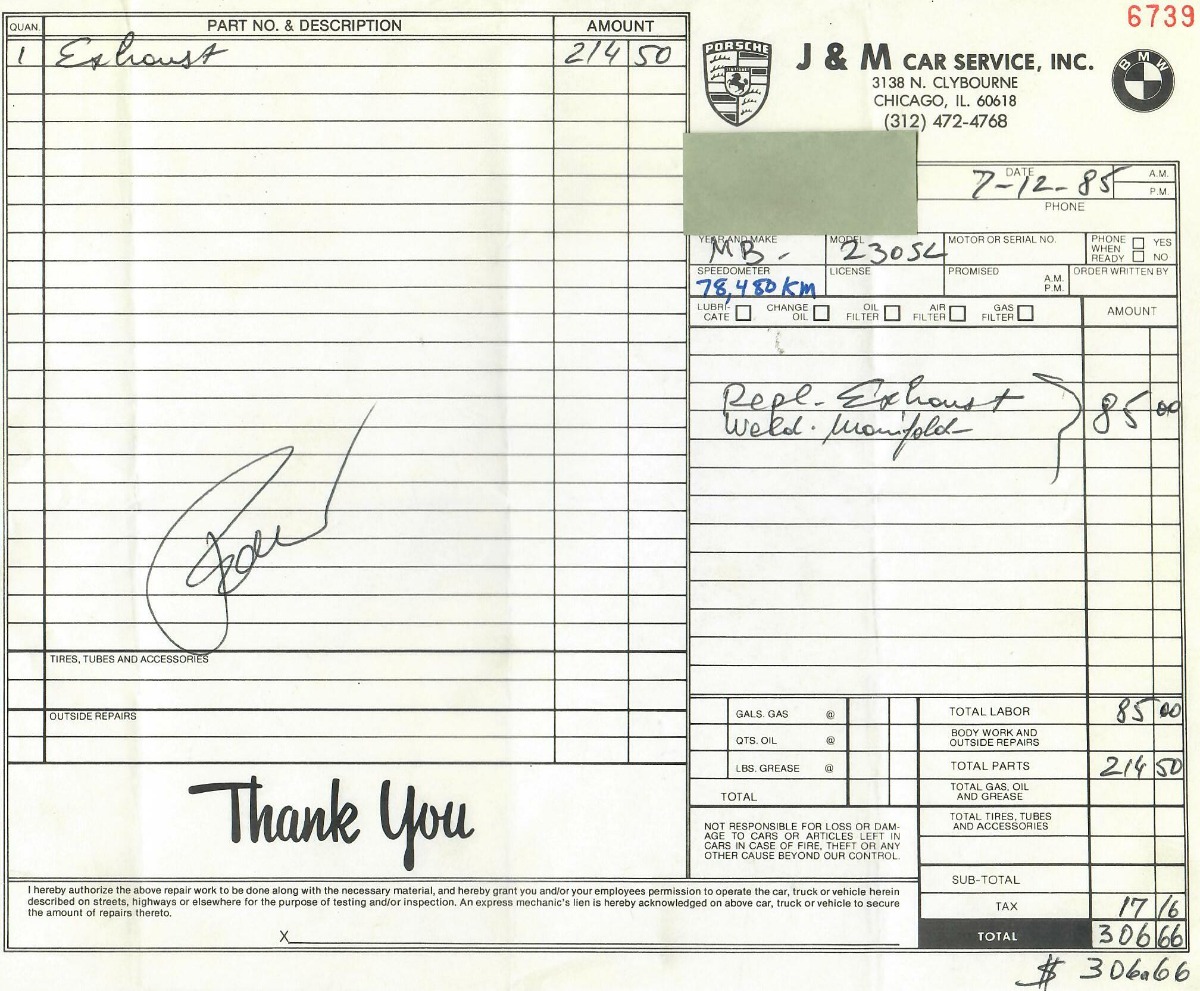 6739
QUAN. PART NO. & DESCRIPTION AMOUNT
1 Exhaust 214 50
TIRES, TUBES AND ACCESSORIES
OUTSIDE REPAIRS
Thank You
PORSCHE
J & M CAR SERVICE, INC.
BMW
3138 N. CLYBOURNE
CHICAGO, IL. 60618
(312) 472-4768
DATE 7-12-85 A.M.
P.M.
PHONE
YEAR AND MAKE MB - MODEL 230SL MOTOR OR SERIAL NO. PHONE WHEN READY YES NO
SPEEDOMETER 78,480 KM LICENSE PROMISED A.M. P.M. ORDER WRITTEN BY
LUBRI-CATE CHANGE OIL OIL FILTER AIR FILTER GAS FILTER AMOUNT
Repl. Exhaust 85 00
Weld. Manifold
GALS. GAS @
QTS. OIL @
LBS. GREASE @
TOTAL
TOTAL LABOR 85 00
BODY WORK AND
OUTSIDE REPAIRS
TOTAL PARTS 214 50
TOTAL GAS, OIL
AND GREASE
TOTAL TIRES, TUBES
AND ACCESSORIES
SUB-TOTAL
TAX 17 16
TOTAL 306 66
$ 306.66
NOT RESPONSIBLE FOR LOSS OR DAM-
AGE TO CARS OR ARTICLES LEFT IN
CARS IN CASE OF FIRE, THEFT OR ANY
OTHER CAUSE BEYOND OUR CONTROL.
I hereby authorize the above repair work to be done along with the necessary material, and hereby grant you and/or your employees permission to operate the car, truck or vehicle herein
described on streets, highways or elsewhere for the purpose of testing and/or inspection. An express mechanic's lien is hereby acknowledged on above car, truck or vehicle to secure
the amount of repairs thereto.
X